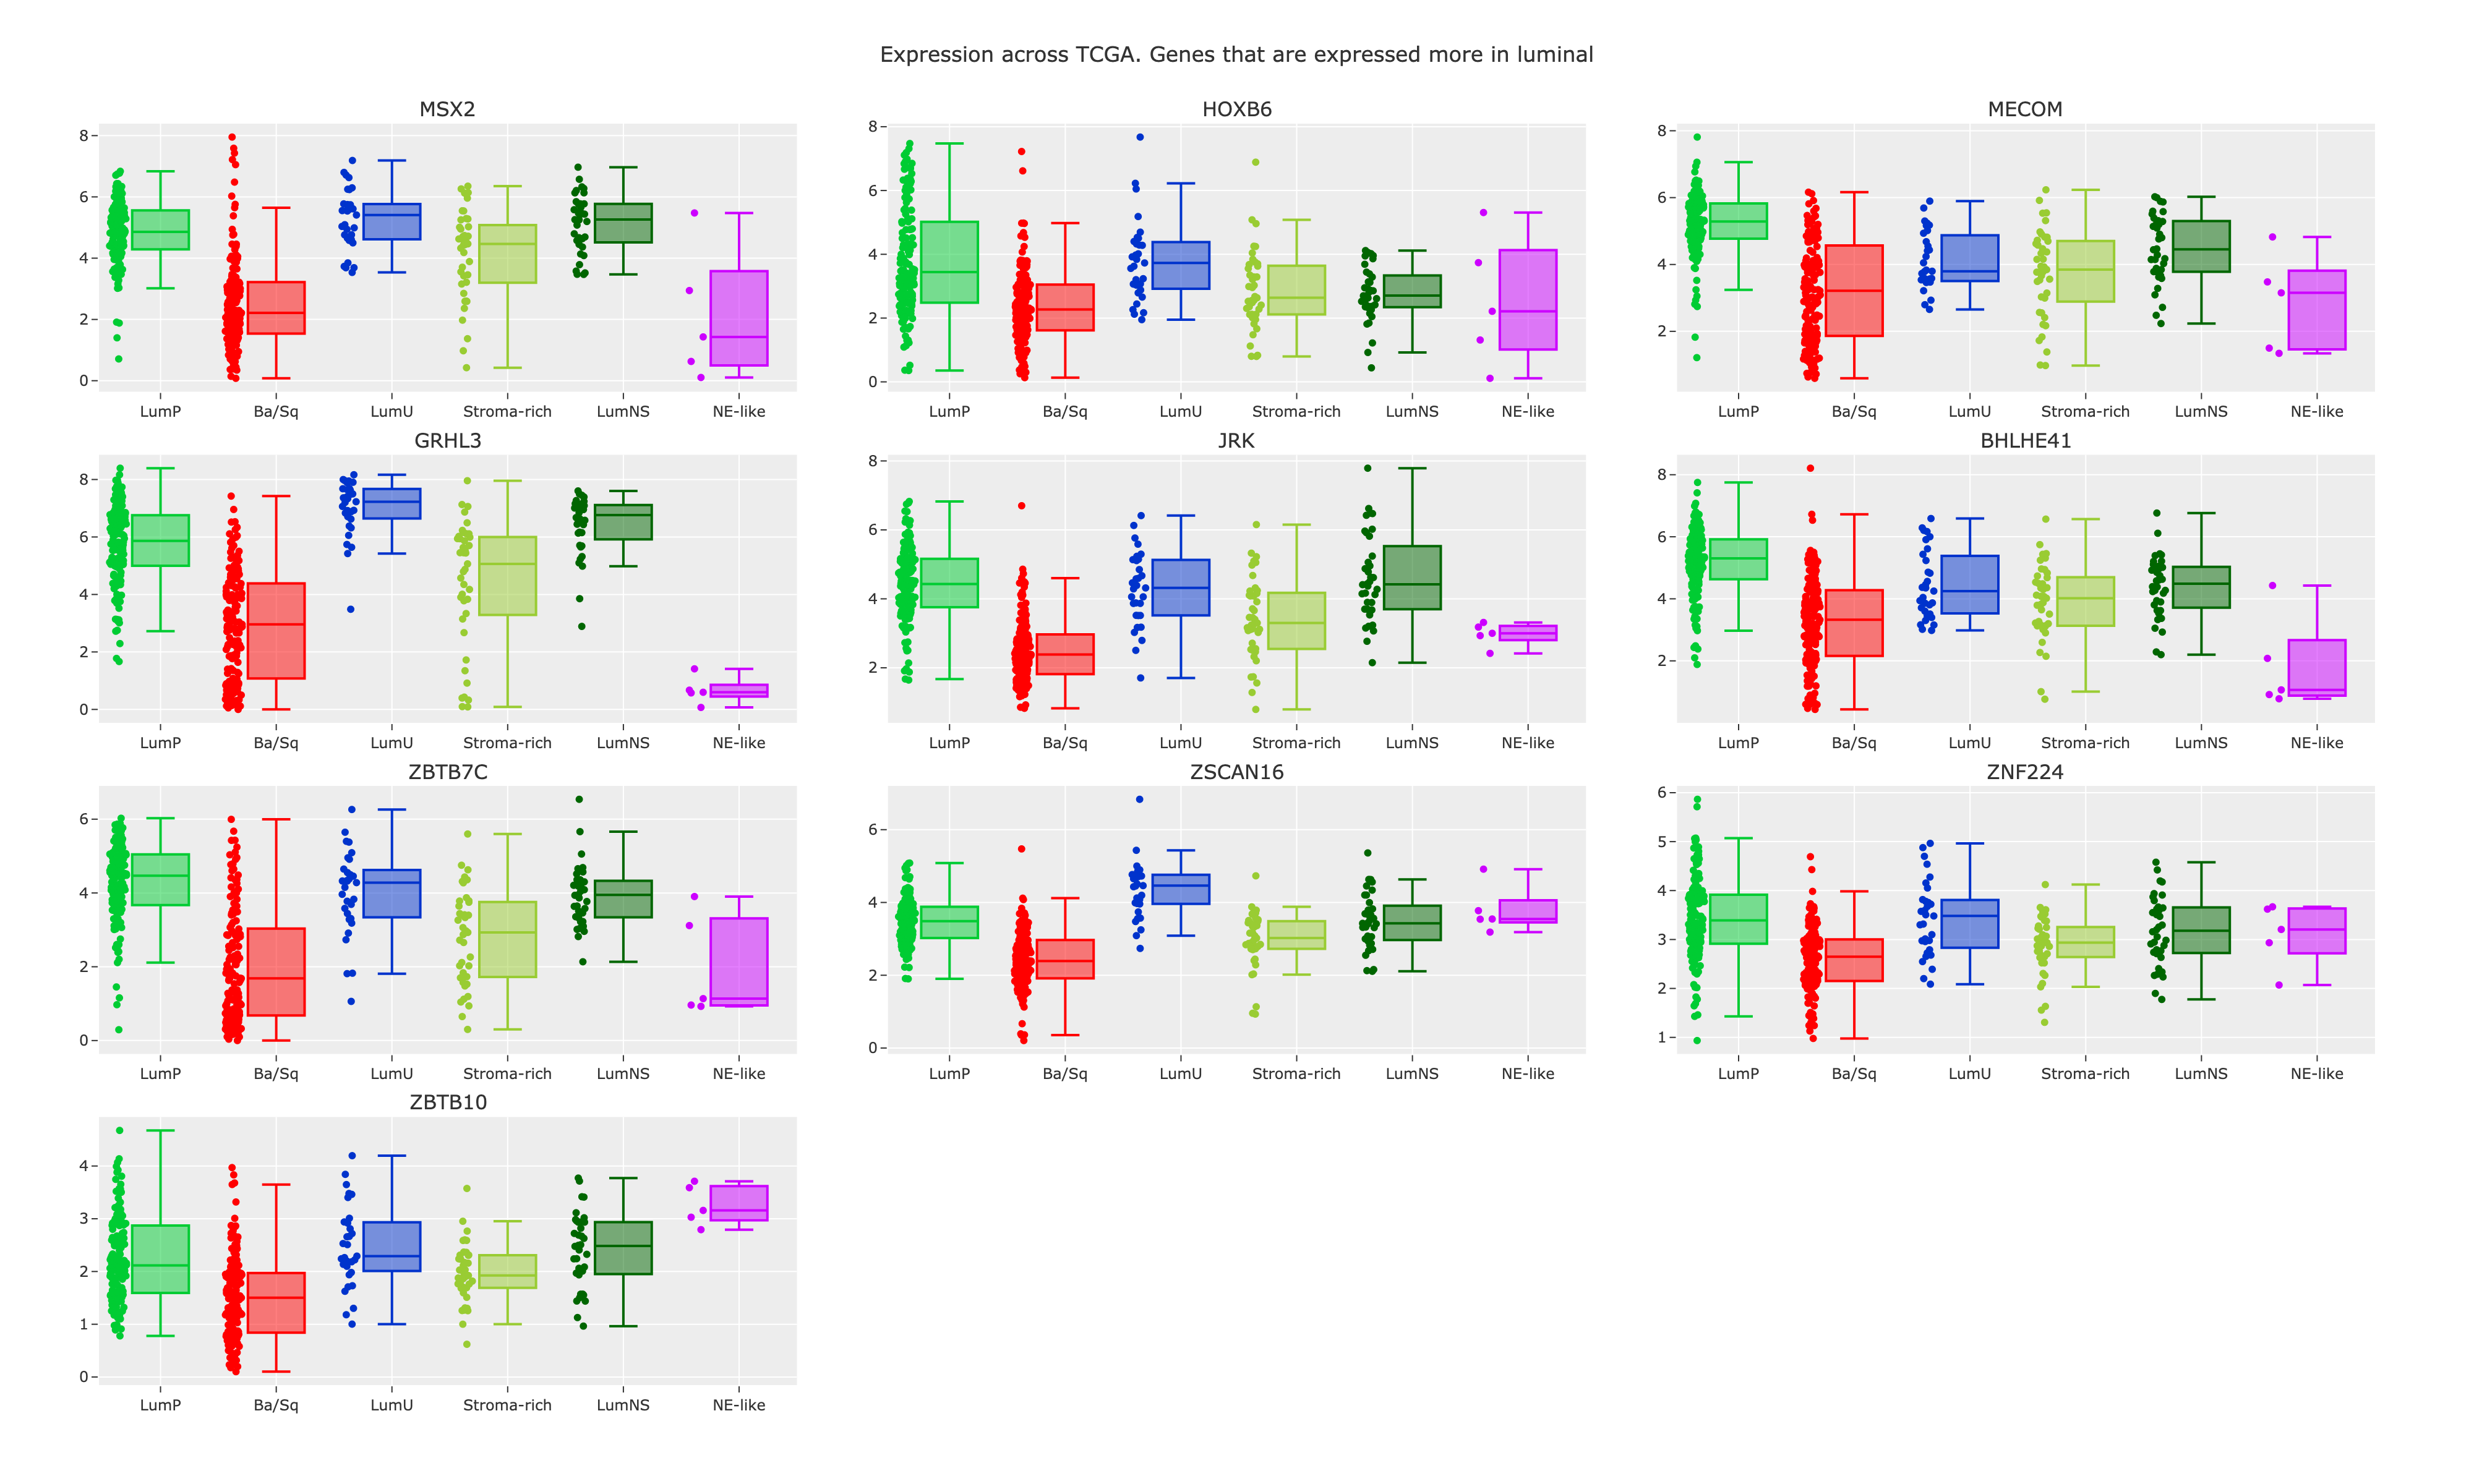 Expression across TCGA. Genes that are expressed more in luminal
MSX2
HOXB6
MECOM
8
6
4
2
0
LumP Ba/Sq LumU Stroma-rich LumNS NE-like
8
6
4
2
0
LumP Ba/Sq LumU Stroma-rich LumNS NE-like
8
6
4
2
LumP Ba/Sq LumU Stroma-rich LumNS NE-like
GRHL3
JRK
BHLHE41
8
6
4
2
0
LumP Ba/Sq LumU Stroma-rich LumNS NE-like
8
6
4
2
LumP Ba/Sq LumU Stroma-rich LumNS NE-like
8
6
4
2
LumP Ba/Sq LumU Stroma-rich LumNS NE-like
ZBTB7C
ZSCAN16
ZNF224
6
4
2
0
LumP Ba/Sq LumU Stroma-rich LumNS NE-like
6
4
2
0
LumP Ba/Sq LumU Stroma-rich LumNS NE-like
6
5
4
3
2
1
LumP Ba/Sq LumU Stroma-rich LumNS NE-like
ZBTB10
4
3
2
1
0
LumP Ba/Sq LumU Stroma-rich LumNS NE-like